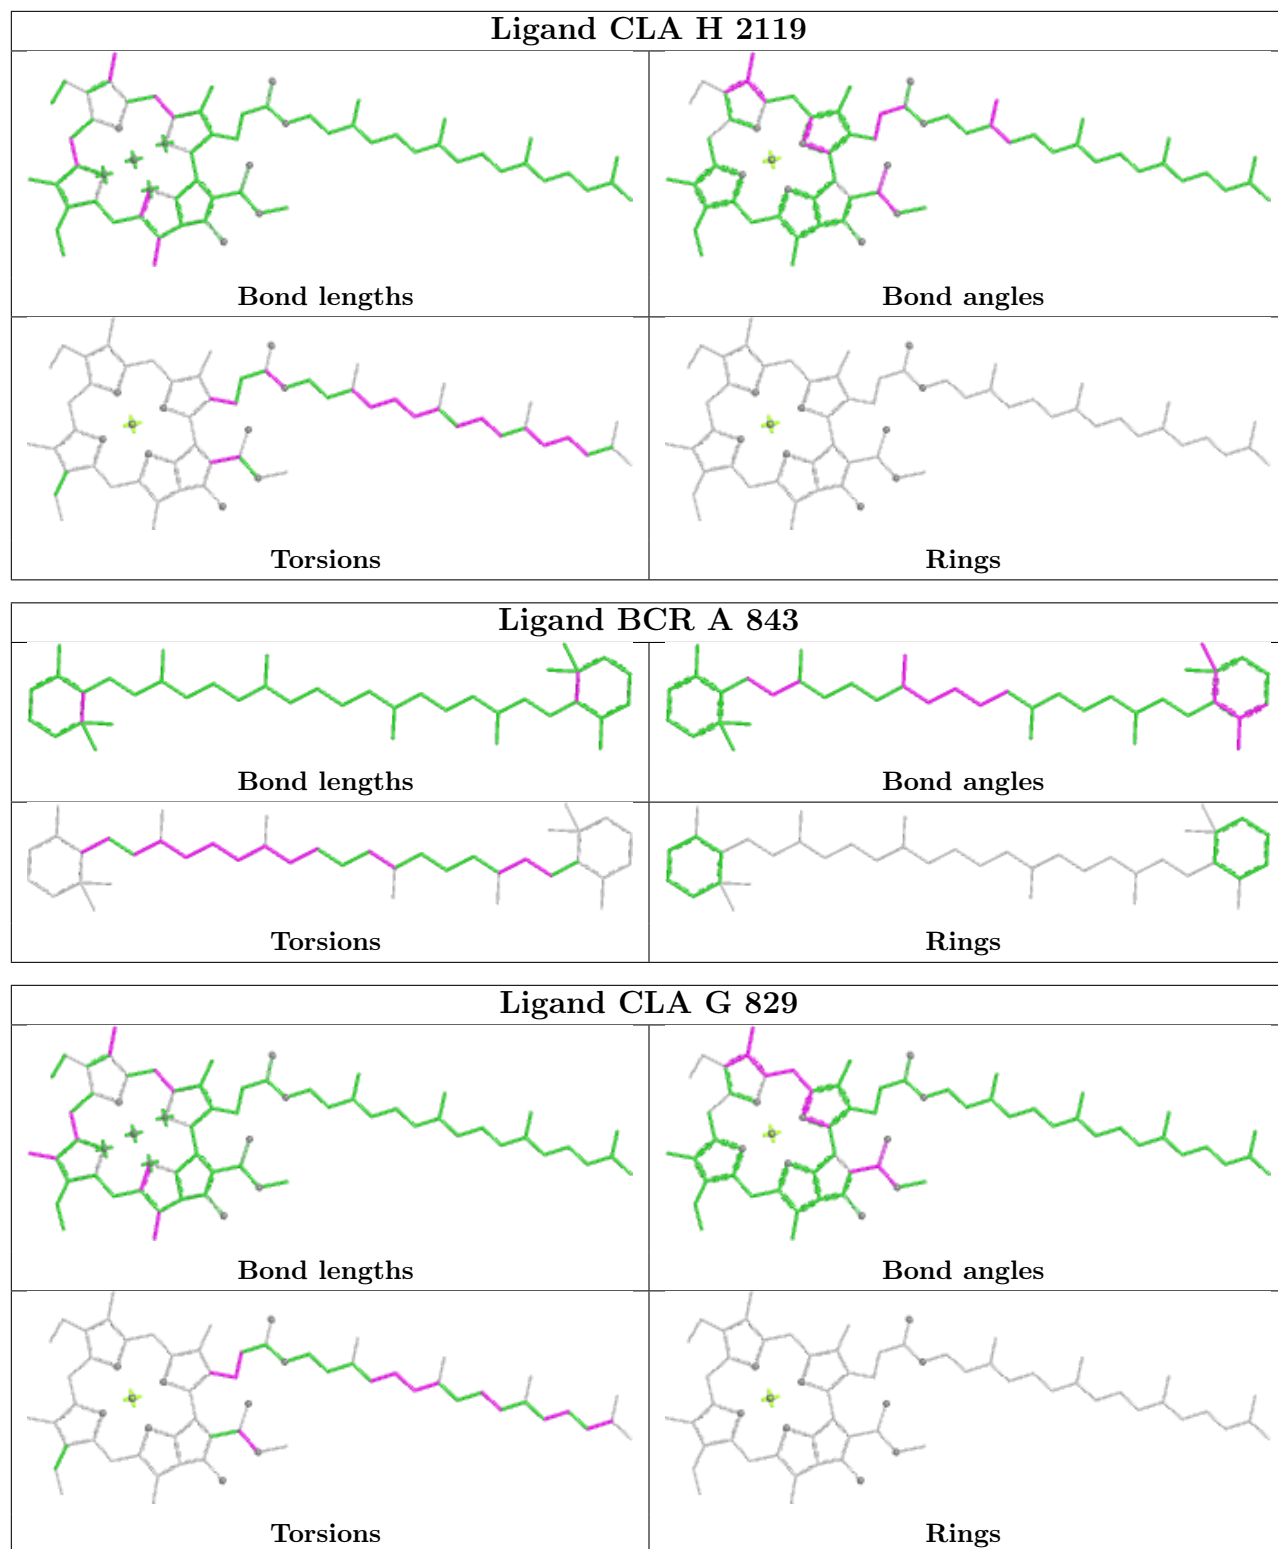 Ligand CLA H 2119
Bond lengths
Bond angles
Torsions
Rings
Ligand BCR A 843
Bond lengths
Bond angles
Torsions
Rings
Ligand CLA G 829
Bond lengths
Bond angles
Torsions
Rings